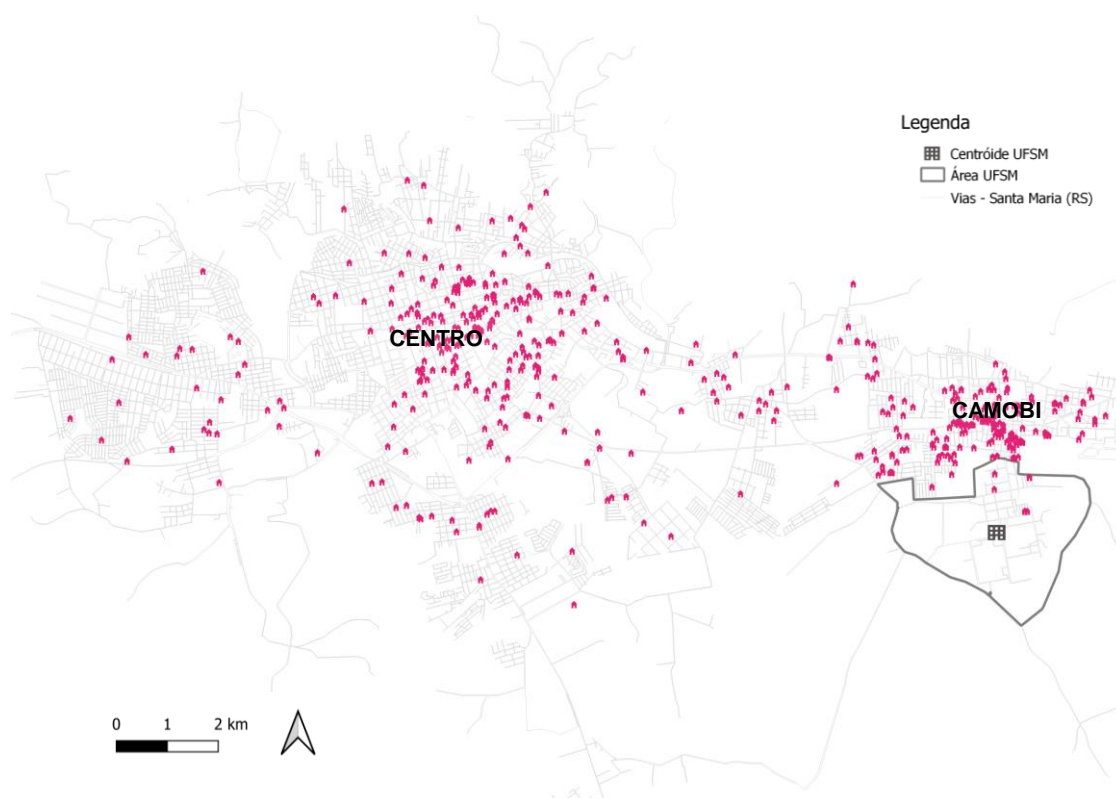 Legenda
Centróide UFSM
Área UFSM
Vias - Santa Maria (RS)
CENTRO
CAMOBI
0 1 2 km